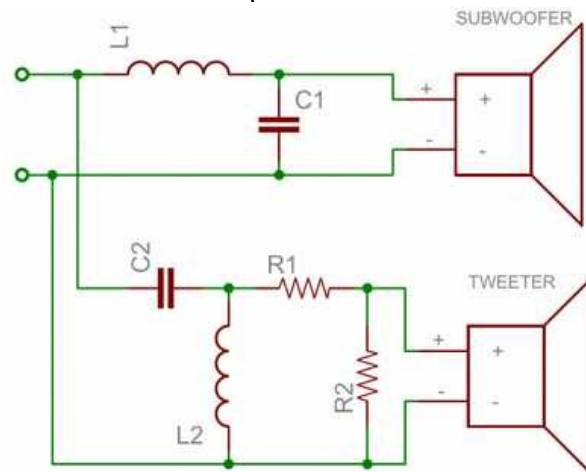 SUBWOOFER
L1
C1
+
+
-
-
C2
R1
TWEETER
+
+
R2
-
-
L2